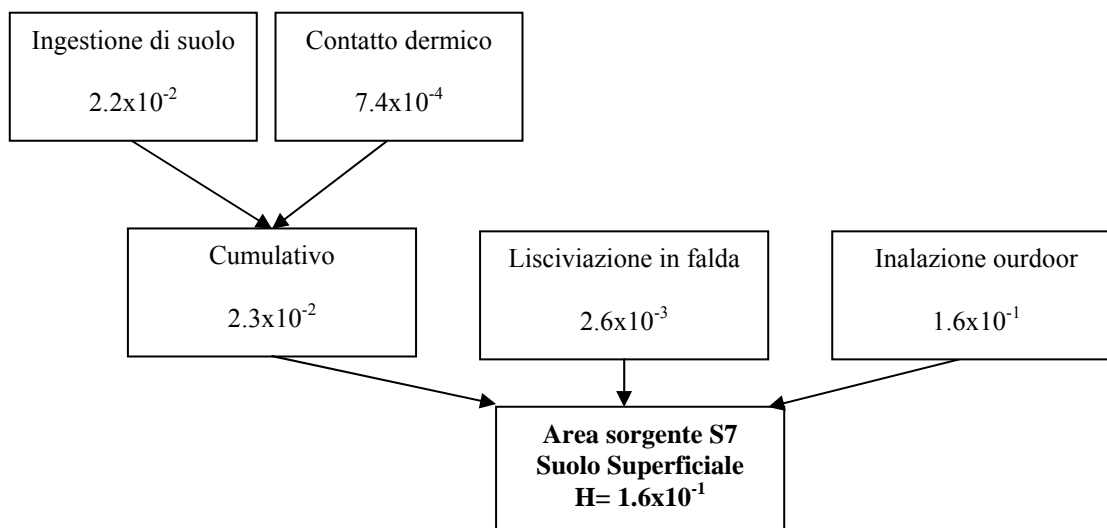 Ingestione di suolo
2.2x10⁻²
Contatto dermico
7.4x10⁻⁴
Cumulativo
2.3x10⁻²
Lisciviazione in falda
2.6x10⁻³
Inalazione ourdoor
1.6x10⁻¹
Area sorgente S7
Suolo Superficiale
H= 1.6x10⁻¹